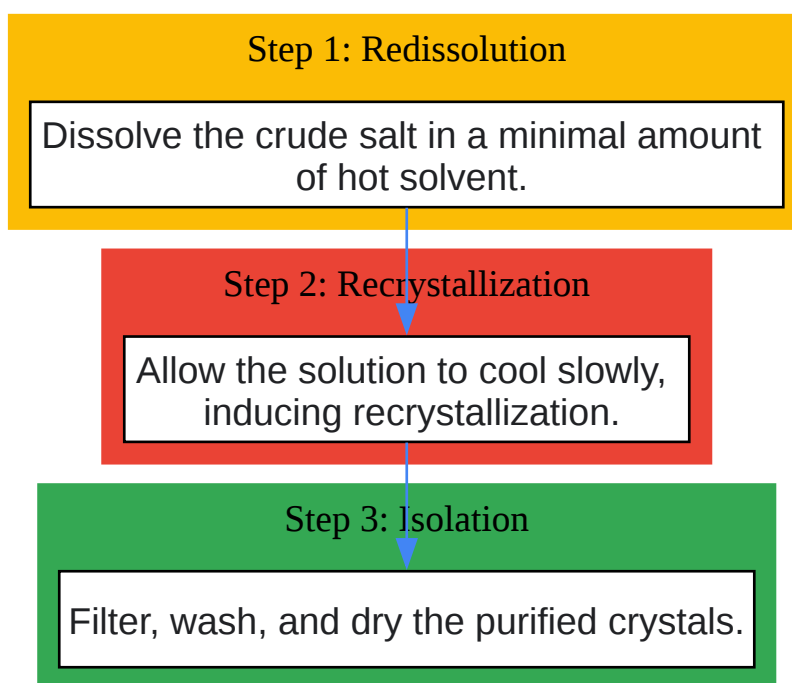 Step 1: Redissolution
Dissolve the crude salt in a minimal amount
of hot solvent.
Step 2: Recrystallization
Allow the solution to cool slowly,
inducing recrystallization.
Step 3: Isolation
Filter, wash, and dry the purified crystals.